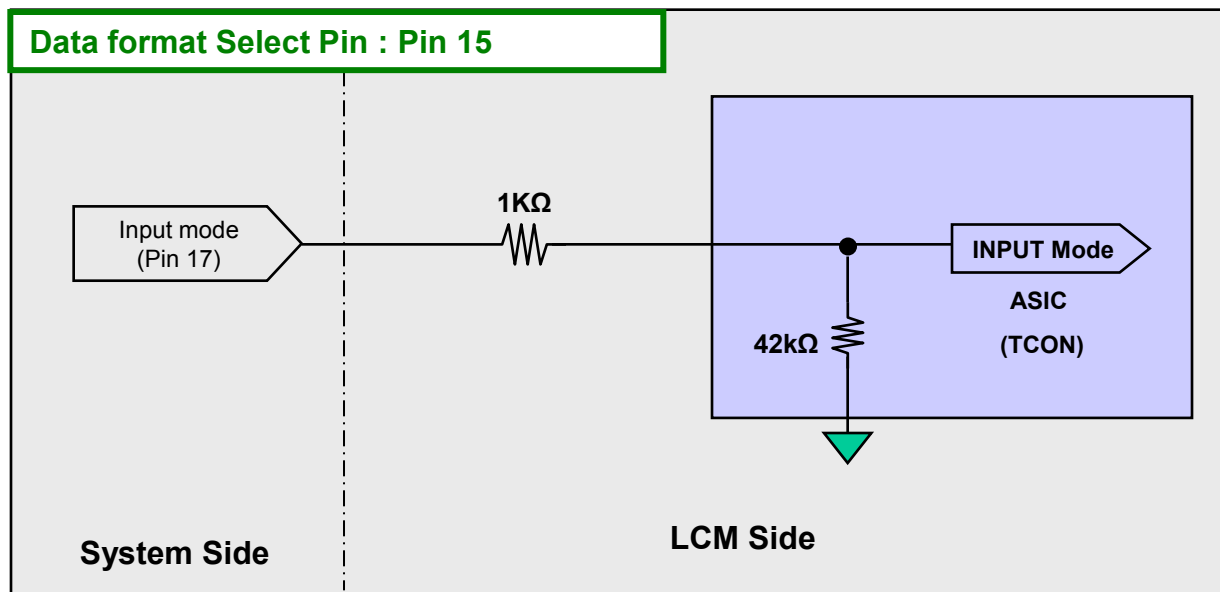 Data format Select Pin : Pin 15
1KΩ
Input mode
(Pin 17)
INPUT Mode
ASIC
(TCON)
42kΩ
System Side
LCM Side